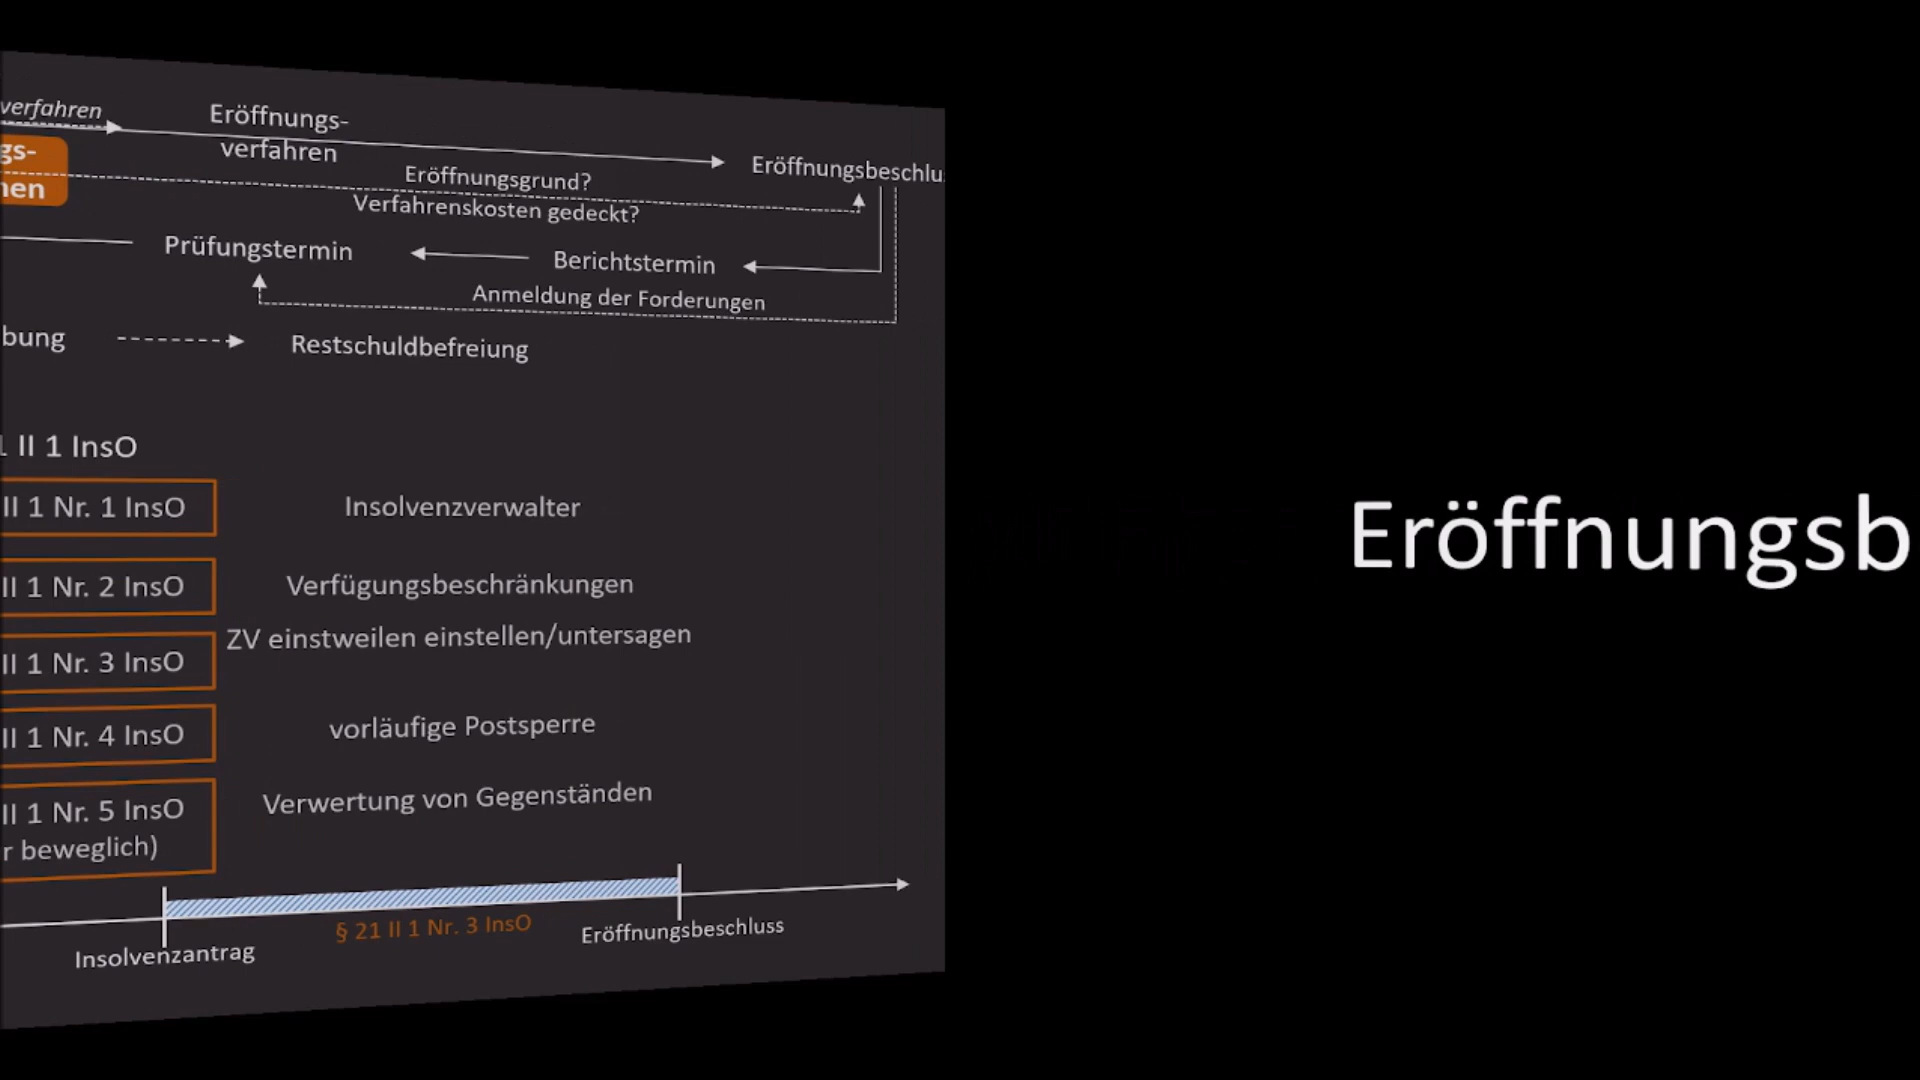 verfahren
Eröffnungs-
verfahren
gs-
Eröffnungsgrund?
Eröffnungsbeschlu
Verfahrenskosten gedeckt?
Prüfungstermin
Berichtstermin
Anmeldung der Forderungen
bung
Restschuldbefreiung
II 1 InsO
II 1 Nr. 1 InsO
Insolvenzverwalter
II 1 Nr. 2 InsO
Verfügungsbeschränkungen
II 1 Nr. 3 InsO
ZV einstweilen einstellen/untersagen
II 1 Nr. 4 InsO
vorläufige Postsperre
II 1 Nr. 5 InsO
r beweglich)
Verwertung von Gegenständen
Insolvenzantrag
§ 21 II 1 Nr. 3 InsO
Eröffnungsbeschluss
Eröffnungsb